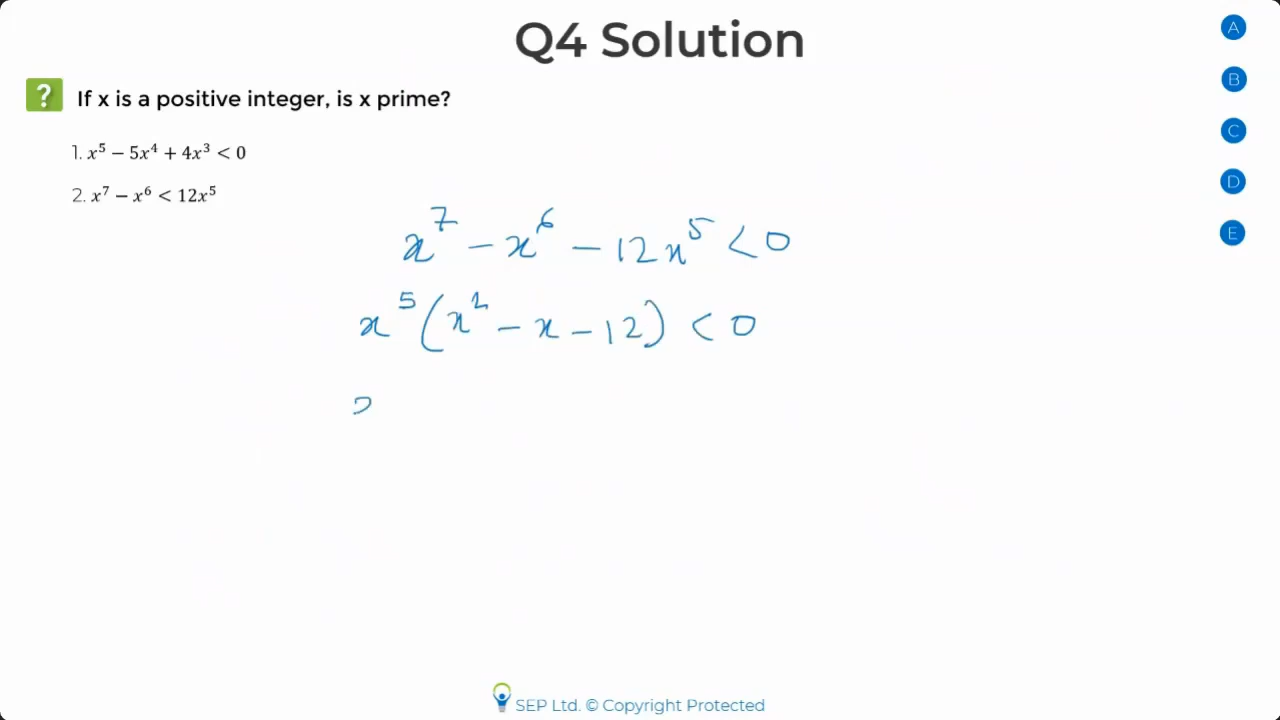 Q4 Solution
? If x is a positive integer, is x prime?
1. x⁵ − 5x⁴ + 4x³ < 0
2. x⁷ − x⁶ < 12x⁵
x⁷ − x⁶ − 12x⁵ < 0
x⁵(x² − x − 12) < 0
A
B
C
D
E
SEP Ltd. © Copyright Protected